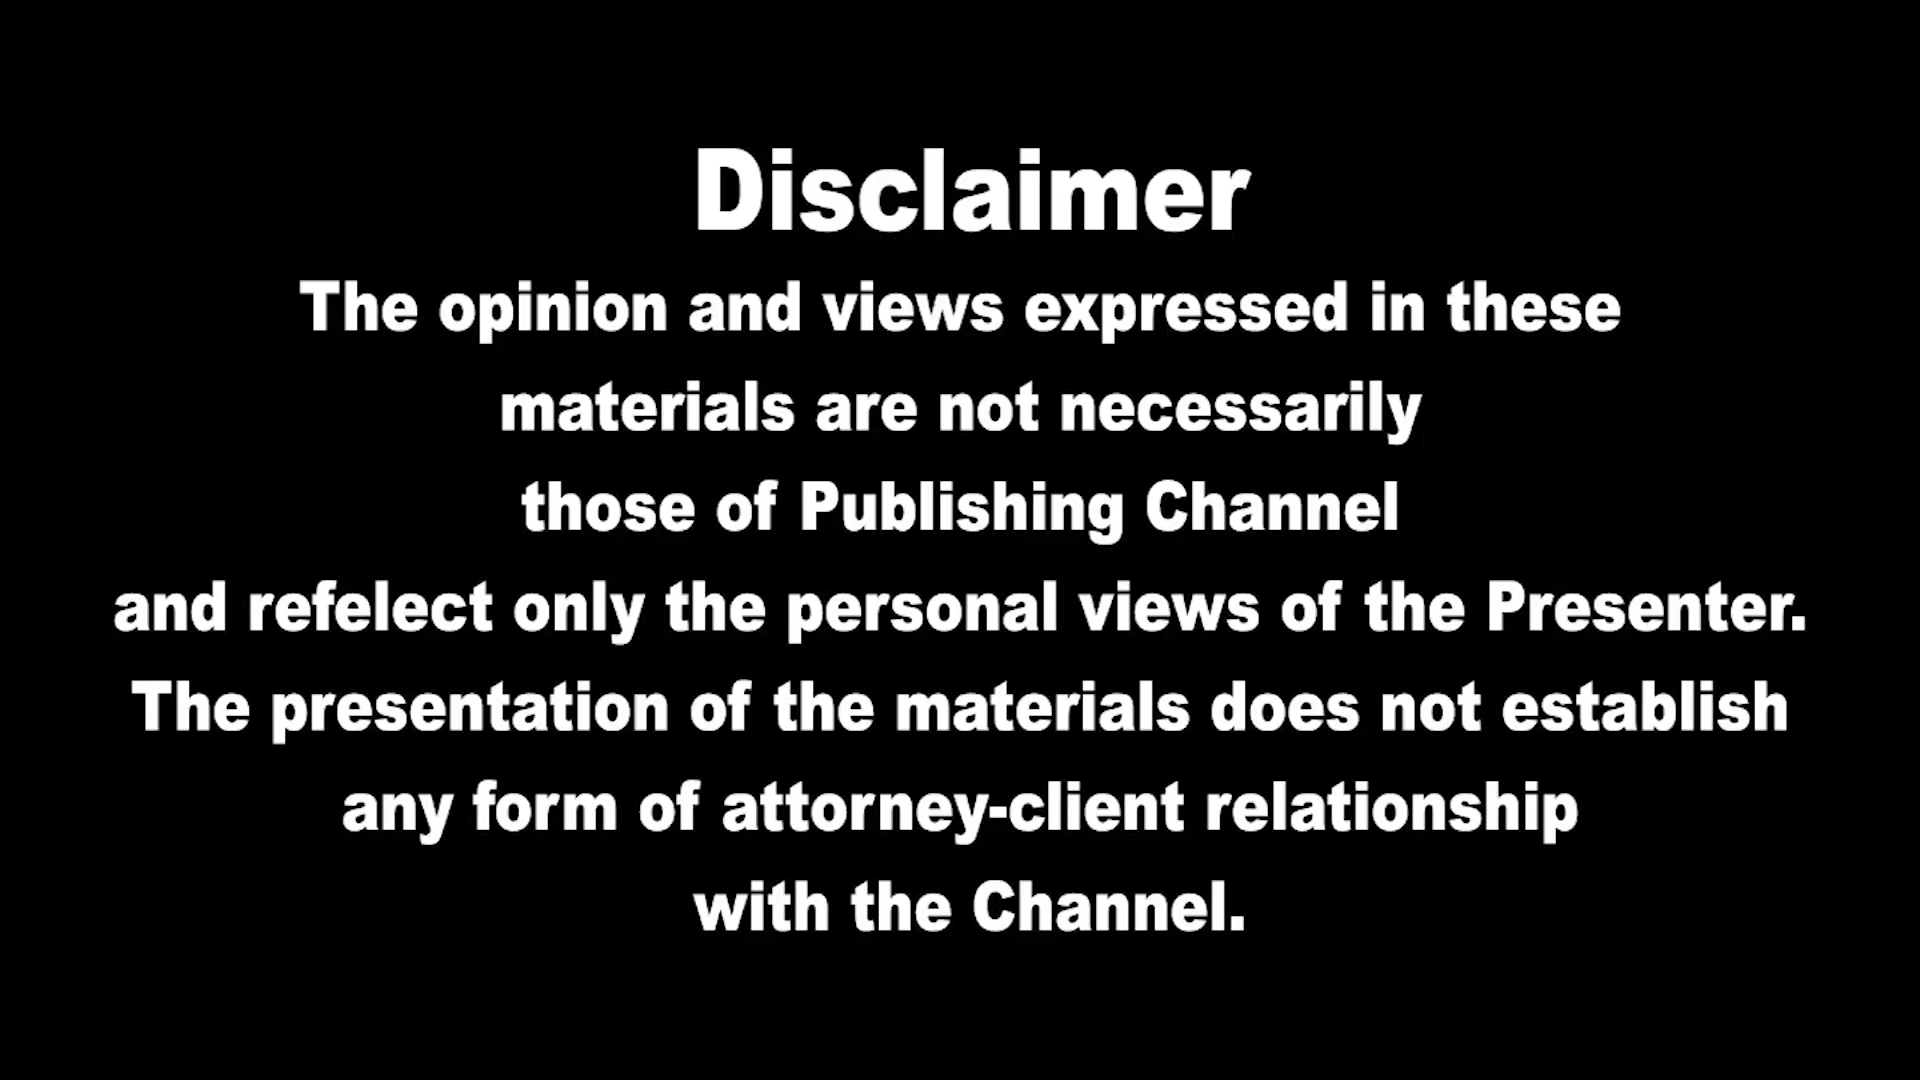 Disclaimer
The opinion and views expressed in these
materials are not necessarily
those of Publishing Channel
and refelect only the personal views of the Presenter.
The presentation of the materials does not establish
any form of attorney-client relationship
with the Channel.